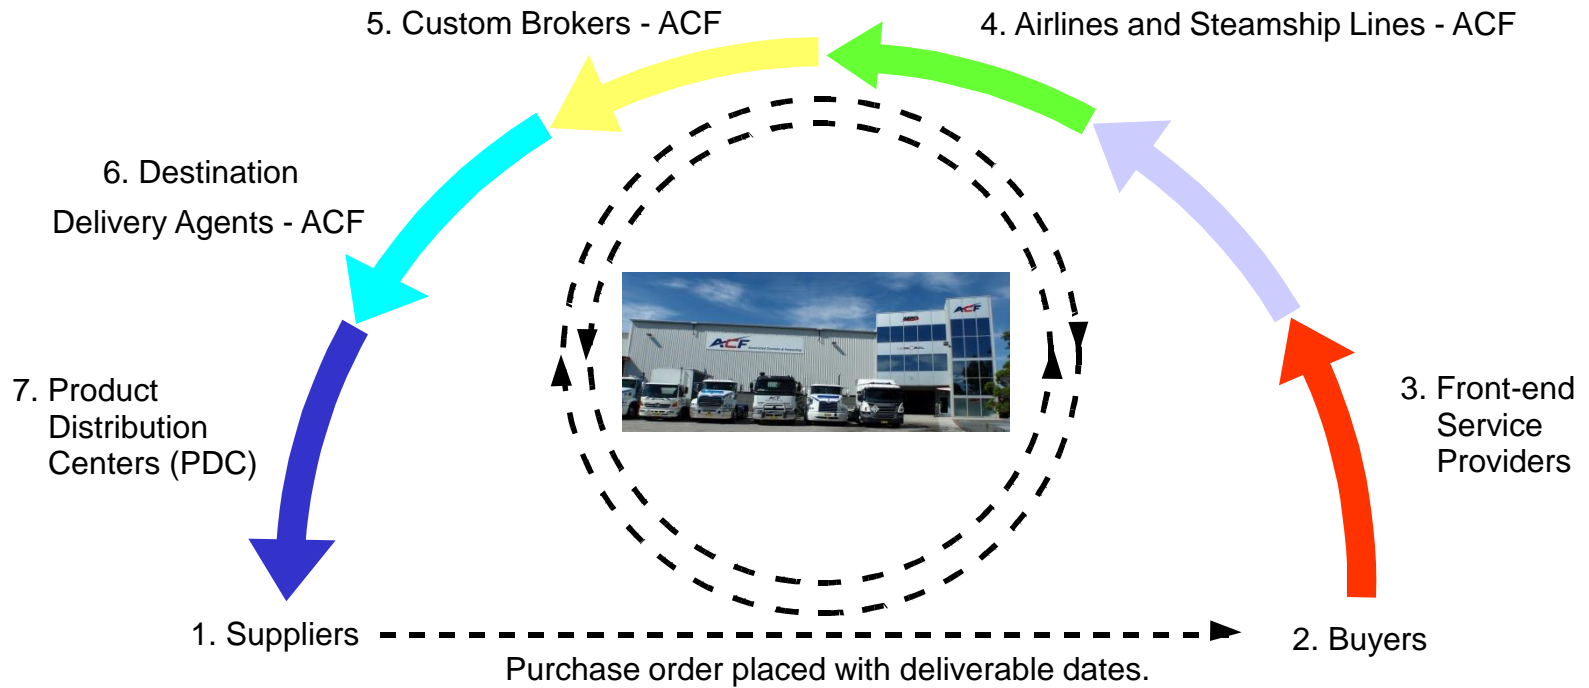 5. Custom Brokers - ACF
4. Airlines and Steamship Lines - ACF
6. Destination
Delivery Agents - ACF
ACF
ACF
7. Product
Distribution
Centers (PDC)
3. Front-end
Service
Providers
1. Suppliers
2. Buyers
Purchase order placed with deliverable dates.